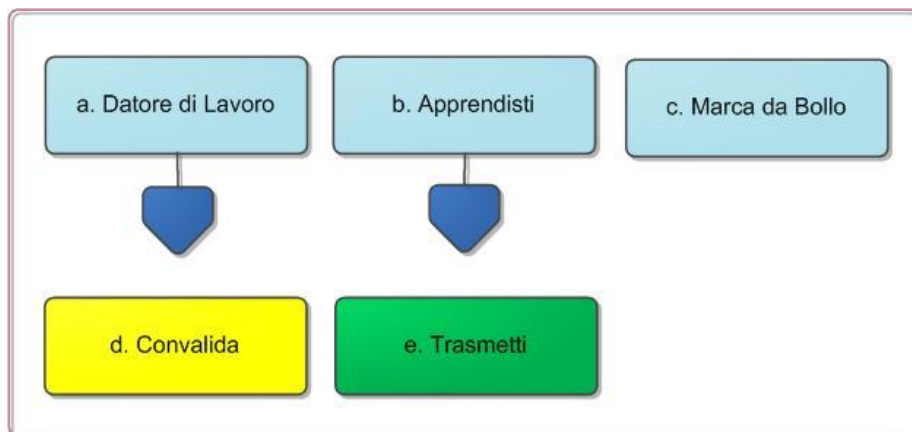 a. Datore di Lavoro
b. Apprendisti
c. Marca da Bollo
d. Convalida
e. Trasmetti